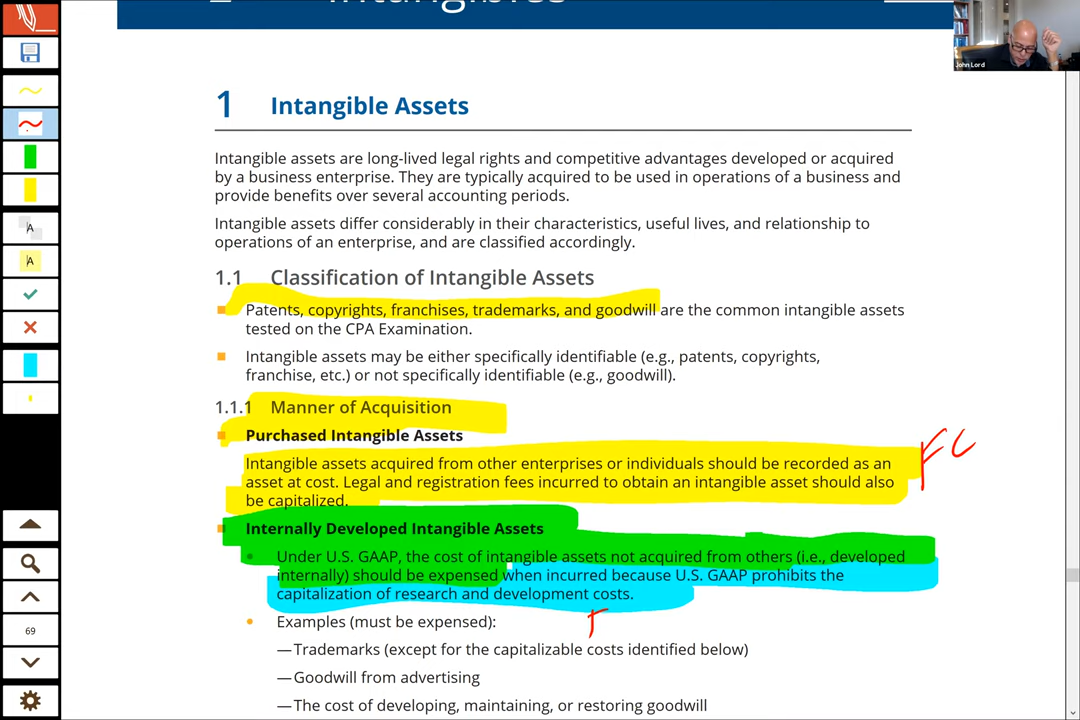 Intangibles
John Lord
1 Intangible Assets
Intangible assets are long-lived legal rights and competitive advantages developed or acquired
by a business enterprise. They are typically acquired to be used in operations of a business and
provide benefits over several accounting periods.
Intangible assets differ considerably in their characteristics, useful lives, and relationship to
operations of an enterprise, and are classified accordingly.
1.1 Classification of Intangible Assets
Patents, copyrights, franchises, trademarks, and goodwill are the common intangible assets
tested on the CPA Examination.
Intangible assets may be either specifically identifiable (e.g., patents, copyrights,
franchise, etc.) or not specifically identifiable (e.g., goodwill).
1.1.1 Manner of Acquisition
Purchased Intangible Assets
Intangible assets acquired from other enterprises or individuals should be recorded as an
asset at cost. Legal and registration fees incurred to obtain an intangible asset should also
be capitalized.
Internally Developed Intangible Assets
Under U.S. GAAP, the cost of intangible assets not acquired from others (i.e., developed
internally) should be expensed when incurred because U.S. GAAP prohibits the
capitalization of research and development costs.
Examples (must be expensed):
—Trademarks (except for the capitalizable costs identified below)
—Goodwill from advertising
—The cost of developing, maintaining, or restoring goodwill
A
A
69